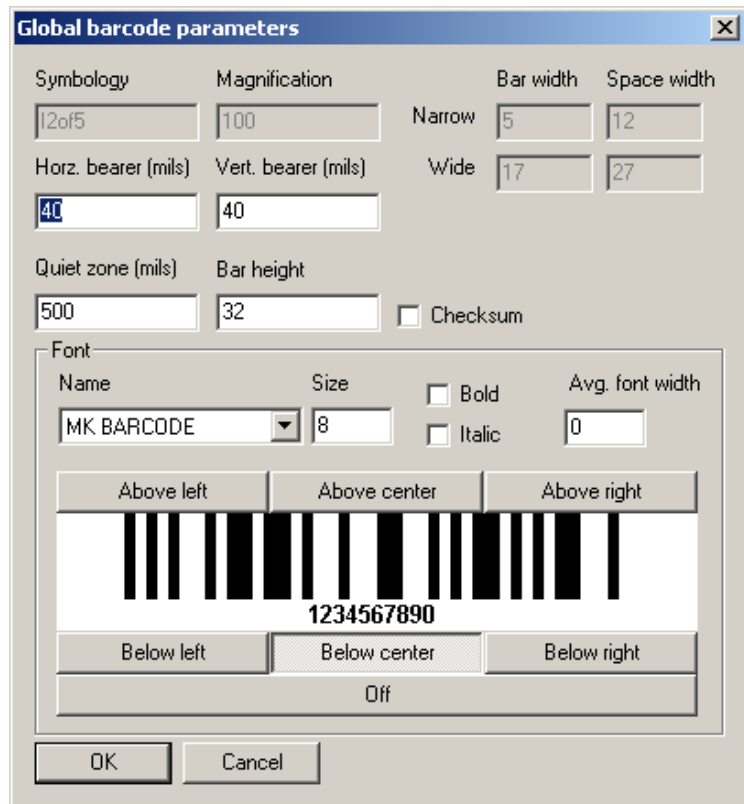 Global barcode parameters
Symbology Magnification Bar width Space width
I2of5 100 Narrow 5 12
Horz. bearer (mils) Vert. bearer (mils) Wide 17 27
40 40
Quiet zone (mils) Bar height
500 32 Checksum
Font
Name Size Bold Avg. font width
MK BARCODE 8 Italic 0
Above left Above center Above right
1234567890
Below left Below center Below right
Off
OK Cancel